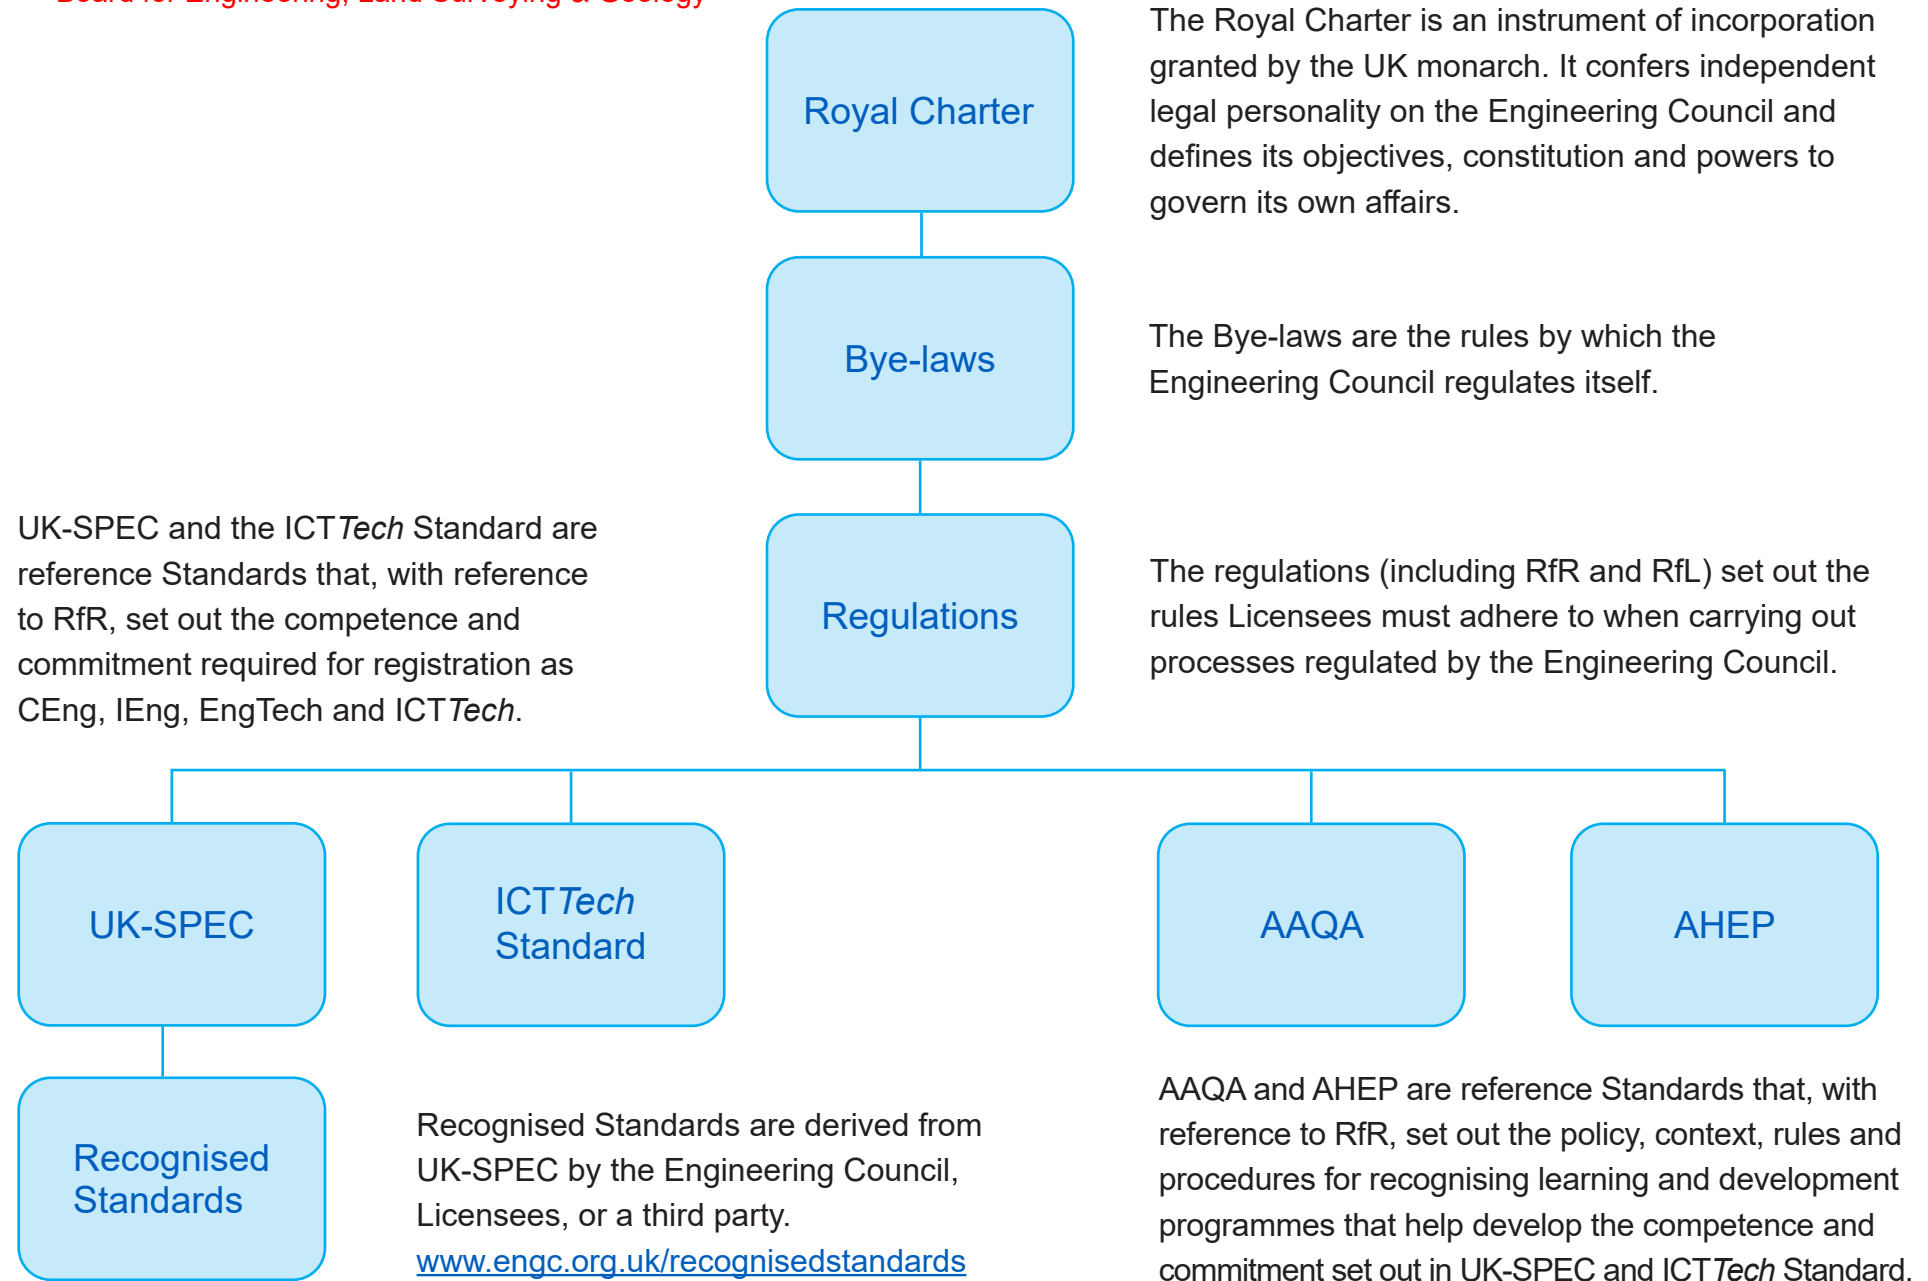 Board for Engineering, Land Surveying & Geology
Royal Charter
The Royal Charter is an instrument of incorporation
granted by the UK monarch. It confers independent
legal personality on the Engineering Council and
defines its objectives, constitution and powers to
govern its own affairs.
Bye-laws
The Bye-laws are the rules by which the
Engineering Council regulates itself.
UK-SPEC and the ICTTech Standard are
reference Standards that, with reference
to RfR, set out the competence and
commitment required for registration as
CEng, IEng, EngTech and ICTTech.
Regulations
The regulations (including RfR and RfL) set out the
rules Licensees must adhere to when carrying out
processes regulated by the Engineering Council.
UK-SPEC
ICTTech
Standard
AAQA
AHEP
Recognised
Standards
Recognised Standards are derived from
UK-SPEC by the Engineering Council,
Licensees, or a third party.
www.engc.org.uk/recognisedstandards
AAQA and AHEP are reference Standards that, with
reference to RfR, set out the policy, context, rules and
procedures for recognising learning and development
programmes that help develop the competence and
commitment set out in UK-SPEC and ICTTech Standard.